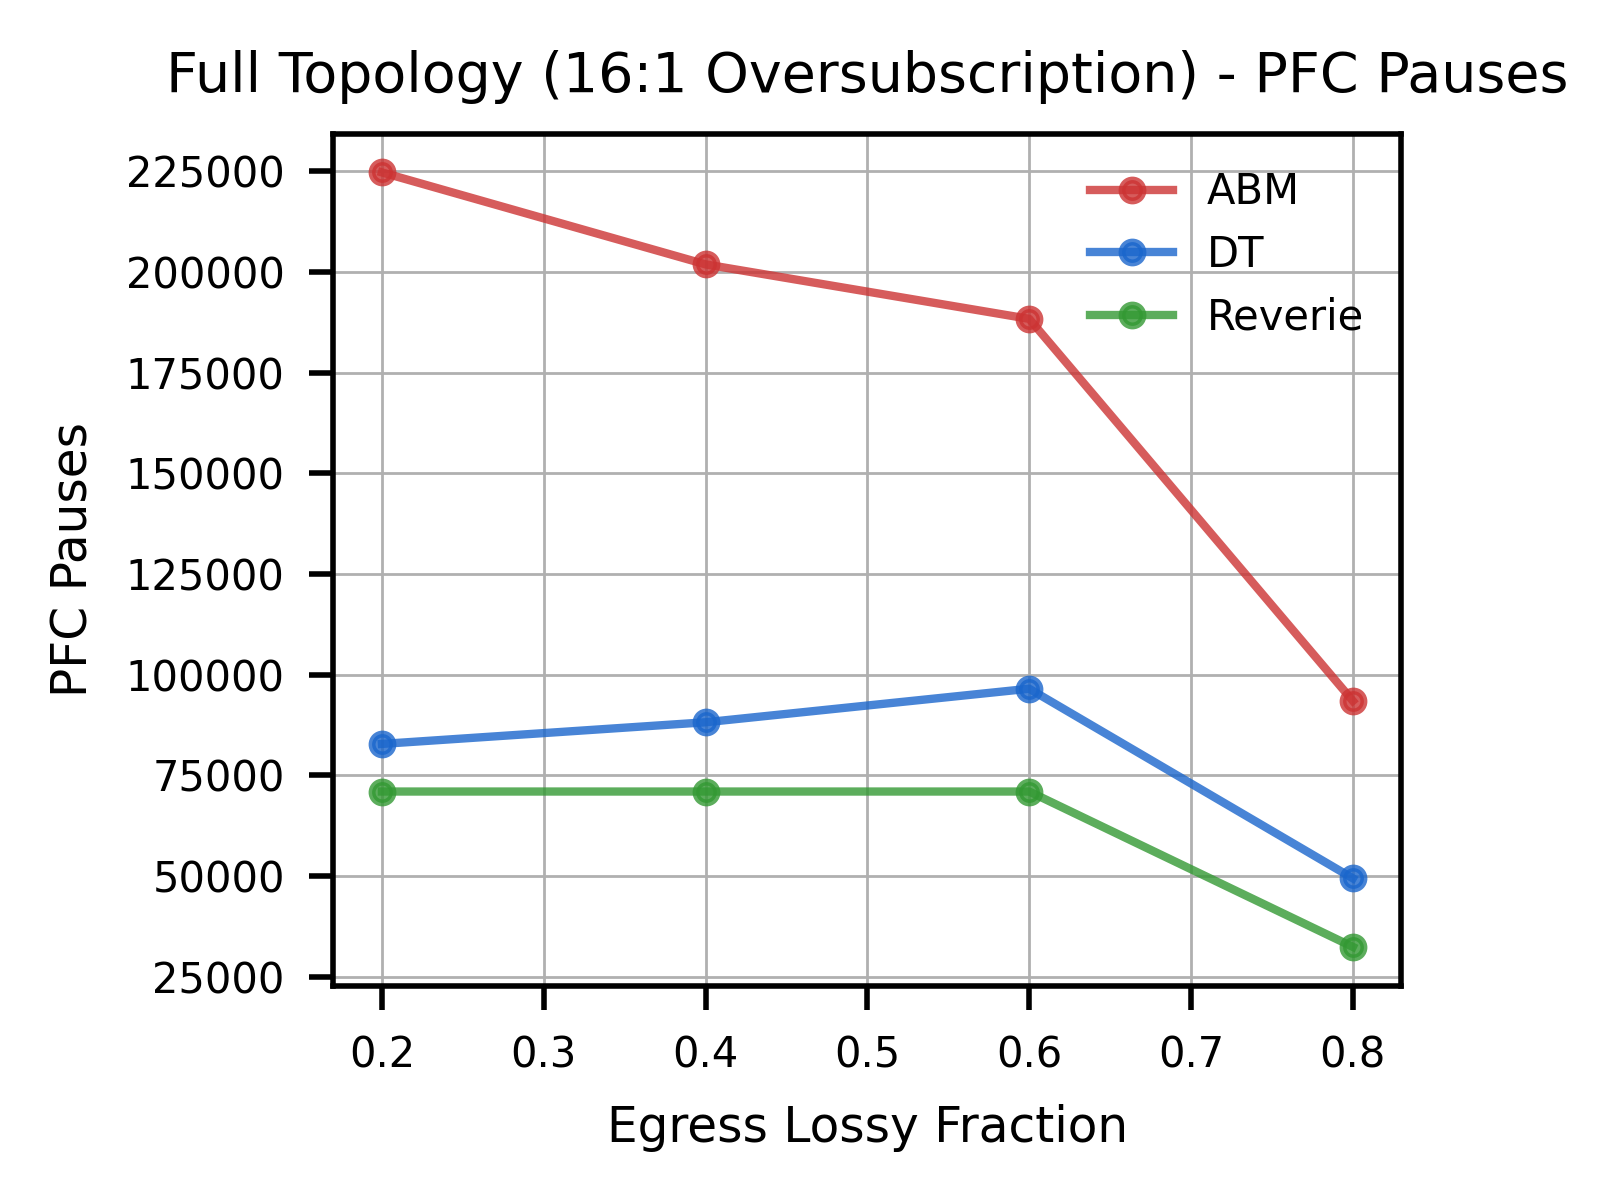 Full Topology (16:1 Oversubscription) - PFC Pauses
225000
200000
175000
150000
125000
100000
75000
50000
25000
PFC Pauses
ABM
DT
Reverie
0.2 0.3 0.4 0.5 0.6 0.7 0.8
Egress Lossy Fraction